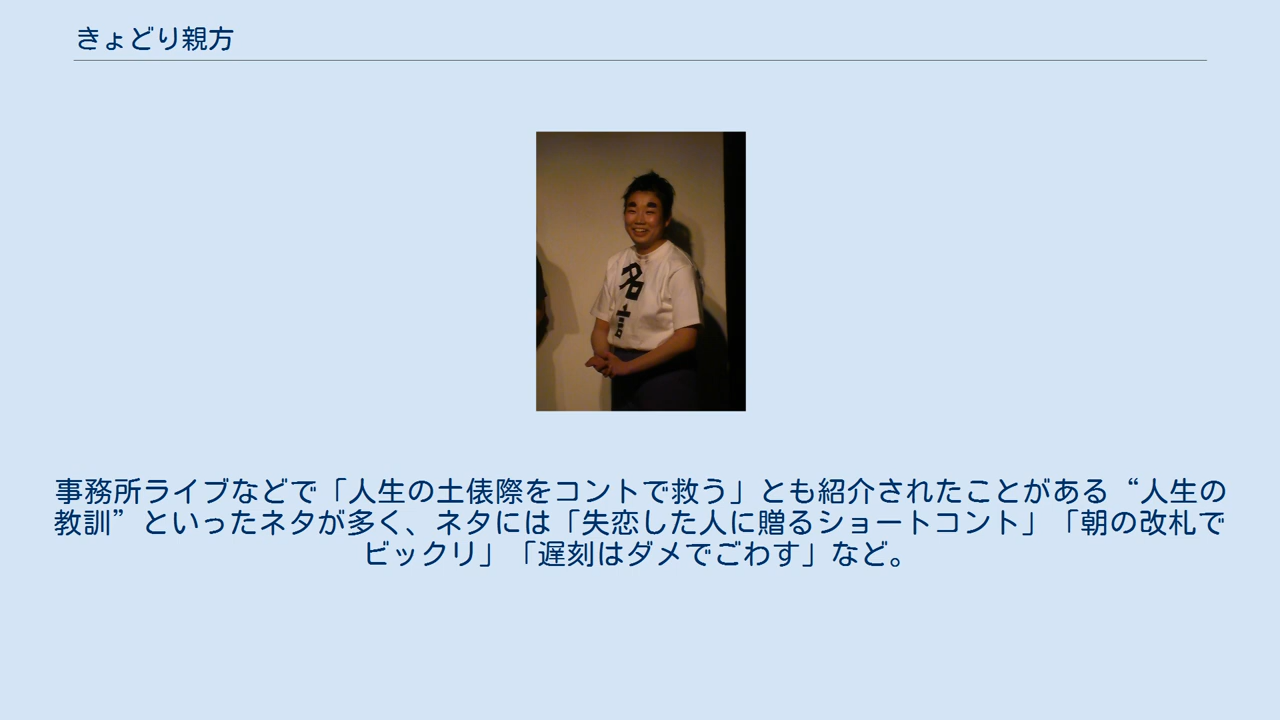 きょどり親方
名言
事務所ライブなどで「人生の土俵際をコントで救う」とも紹介されたことがある“人生の
教訓”といったネタが多く、ネタには「失恋した人に贈るショートコント」「朝の改札で
ビックリ」「遅刻はダメでごわす」など。